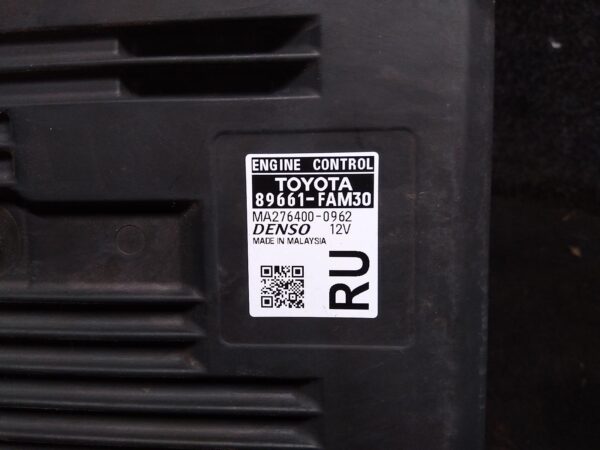 ENGINE CONTROL
TOYOTA
89661-FAM30
MA276400-0962
DENSO 12V
MADE IN MALAYSIA
RU